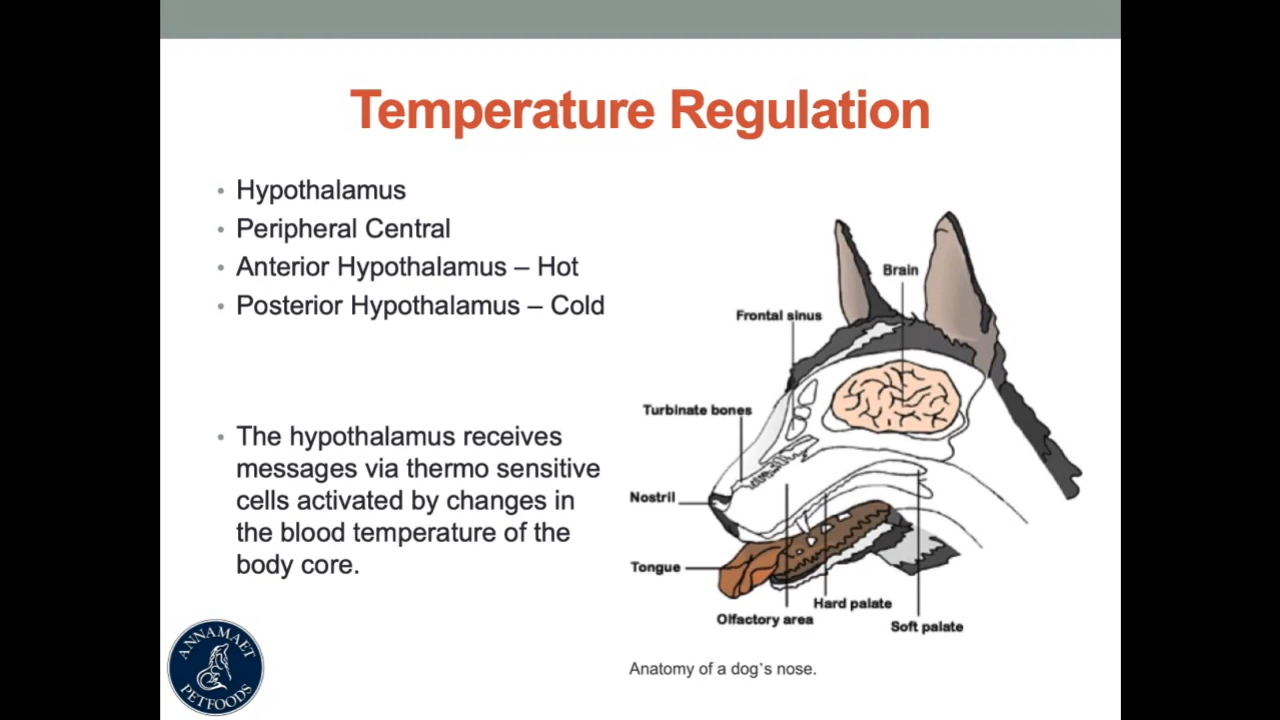 Temperature Regulation
• Hypothalamus
• Peripheral Central
• Anterior Hypothalamus – Hot
• Posterior Hypothalamus – Cold
• The hypothalamus receives
messages via thermo sensitive
cells activated by changes in
the blood temperature of the
body core.
Brain
Frontal sinus
Turbinate bones
Nostril
Tongue
Hard palate
Olfactory area
Soft palate
Anatomy of a dog's nose.
ANNAMAET
PETFOODS